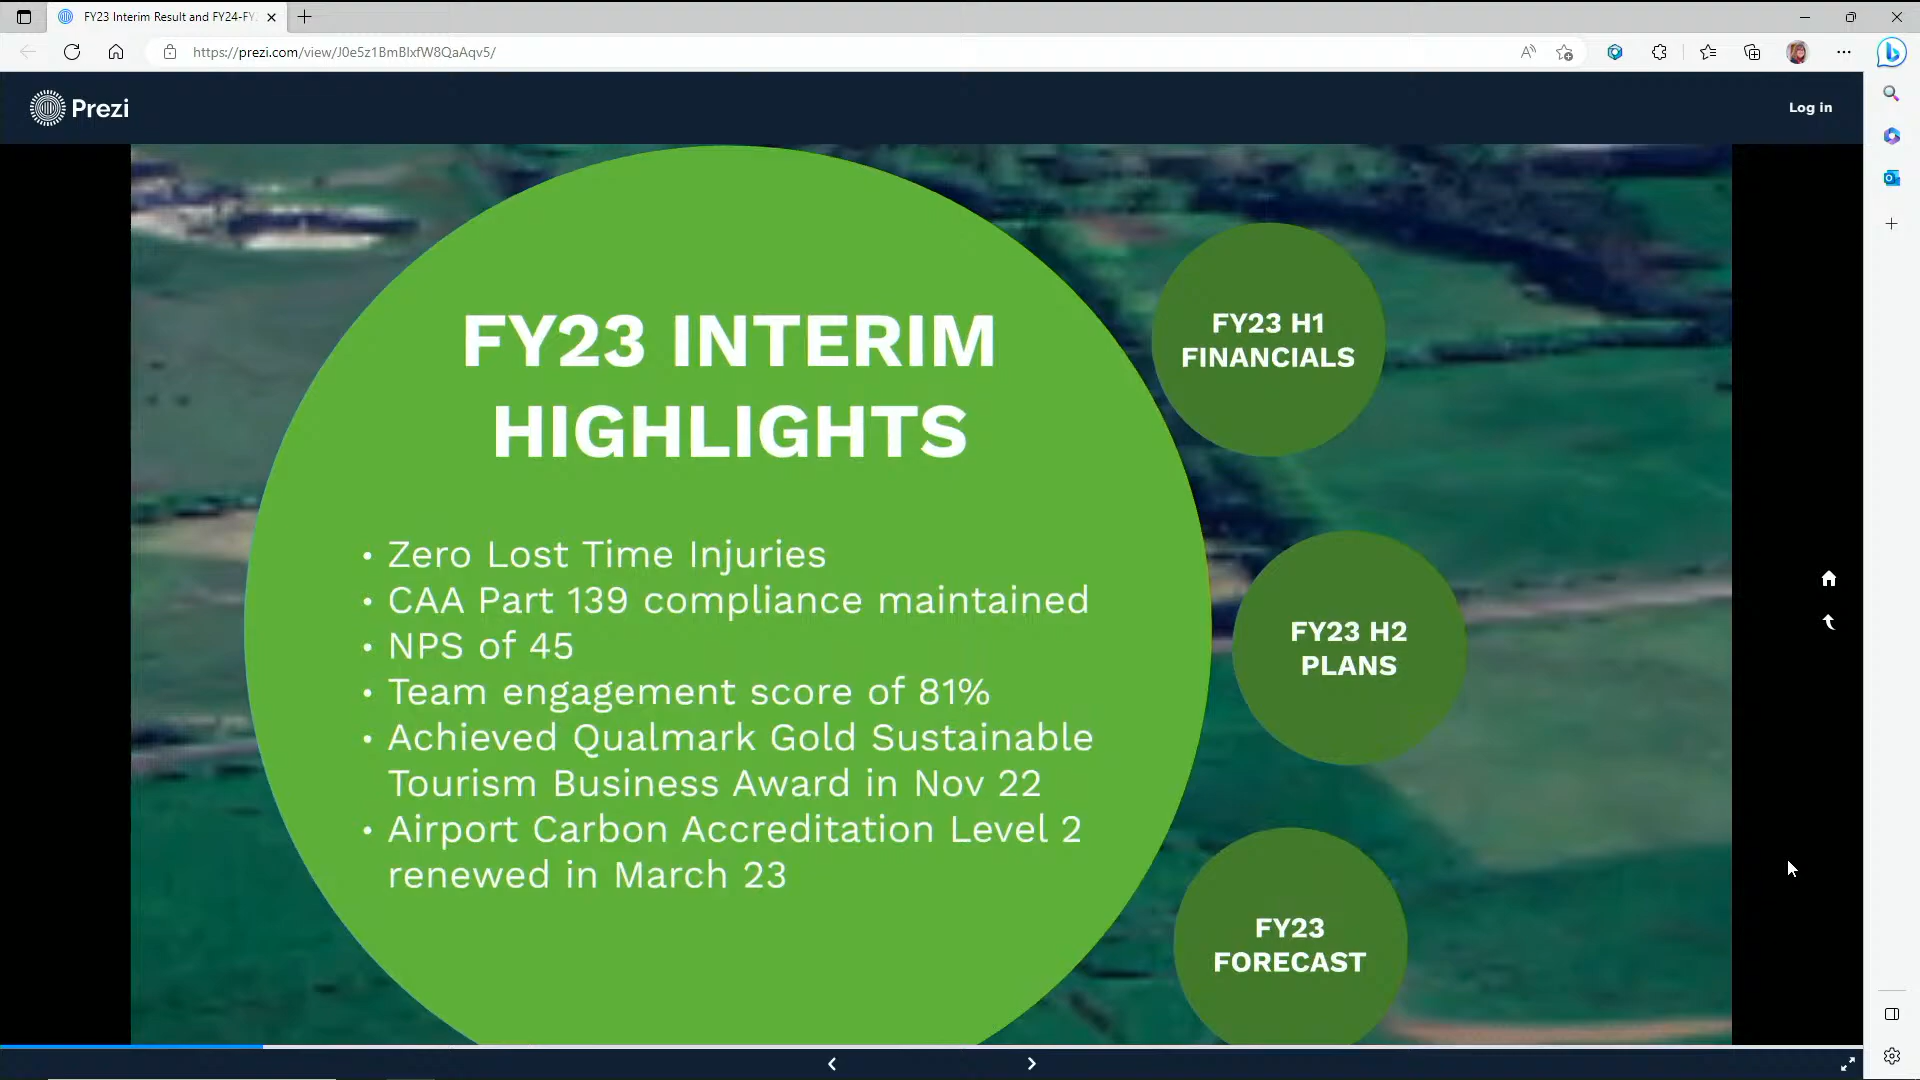 FY23 Interim Result and FY24-FY
https://prezi.com/view/J0e5z1BmBlxfW8QaAqv5/
Prezi
Log in
FY23 INTERIM
HIGHLIGHTS
• Zero Lost Time Injuries
• CAA Part 139 compliance maintained
• NPS of 45
• Team engagement score of 81%
• Achieved Qualmark Gold Sustainable
Tourism Business Award in Nov 22
• Airport Carbon Accreditation Level 2
renewed in March 23
FY23 H1
FINANCIALS
FY23 H2
PLANS
FY23
FORECAST